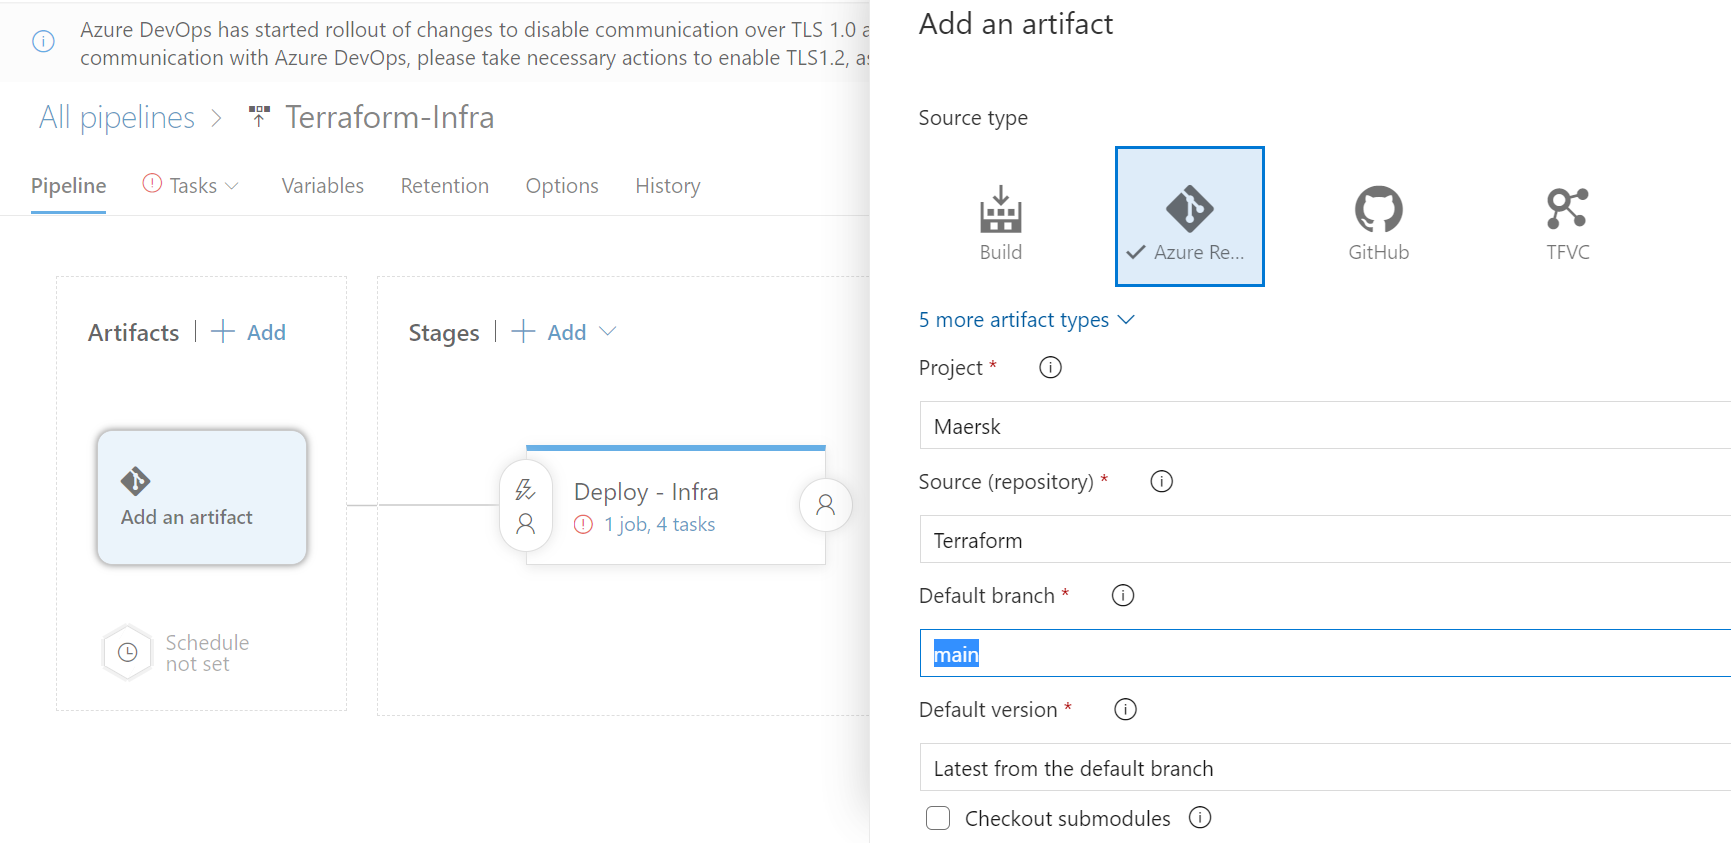 Azure DevOps has started rollout of changes to disable communication over TLS 1.0 a
communication with Azure DevOps, please take necessary actions to enable TLS1.2, as
All pipelines > Terraform-Infra
Pipeline Tasks Variables Retention Options History
Artifacts | + Add
Stages | + Add
Add an artifact
Schedule
not set
Deploy - Infra
1 job, 4 tasks
Add an artifact
Source type
Build
Azure Re...
GitHub
TFVC
5 more artifact types
Project *
Maersk
Source (repository) *
Terraform
Default branch *
main
Default version *
Latest from the default branch
Checkout submodules